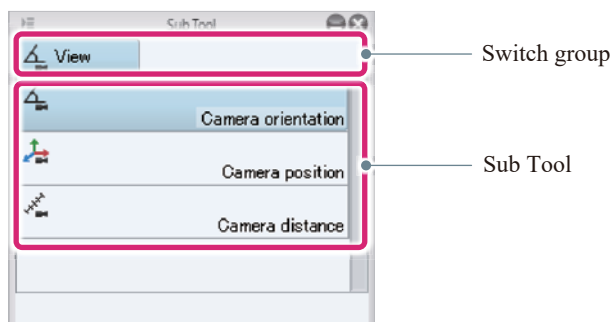 Sub Tool
View
Switch group
Camera orientation
Camera position
Sub Tool
Camera distance